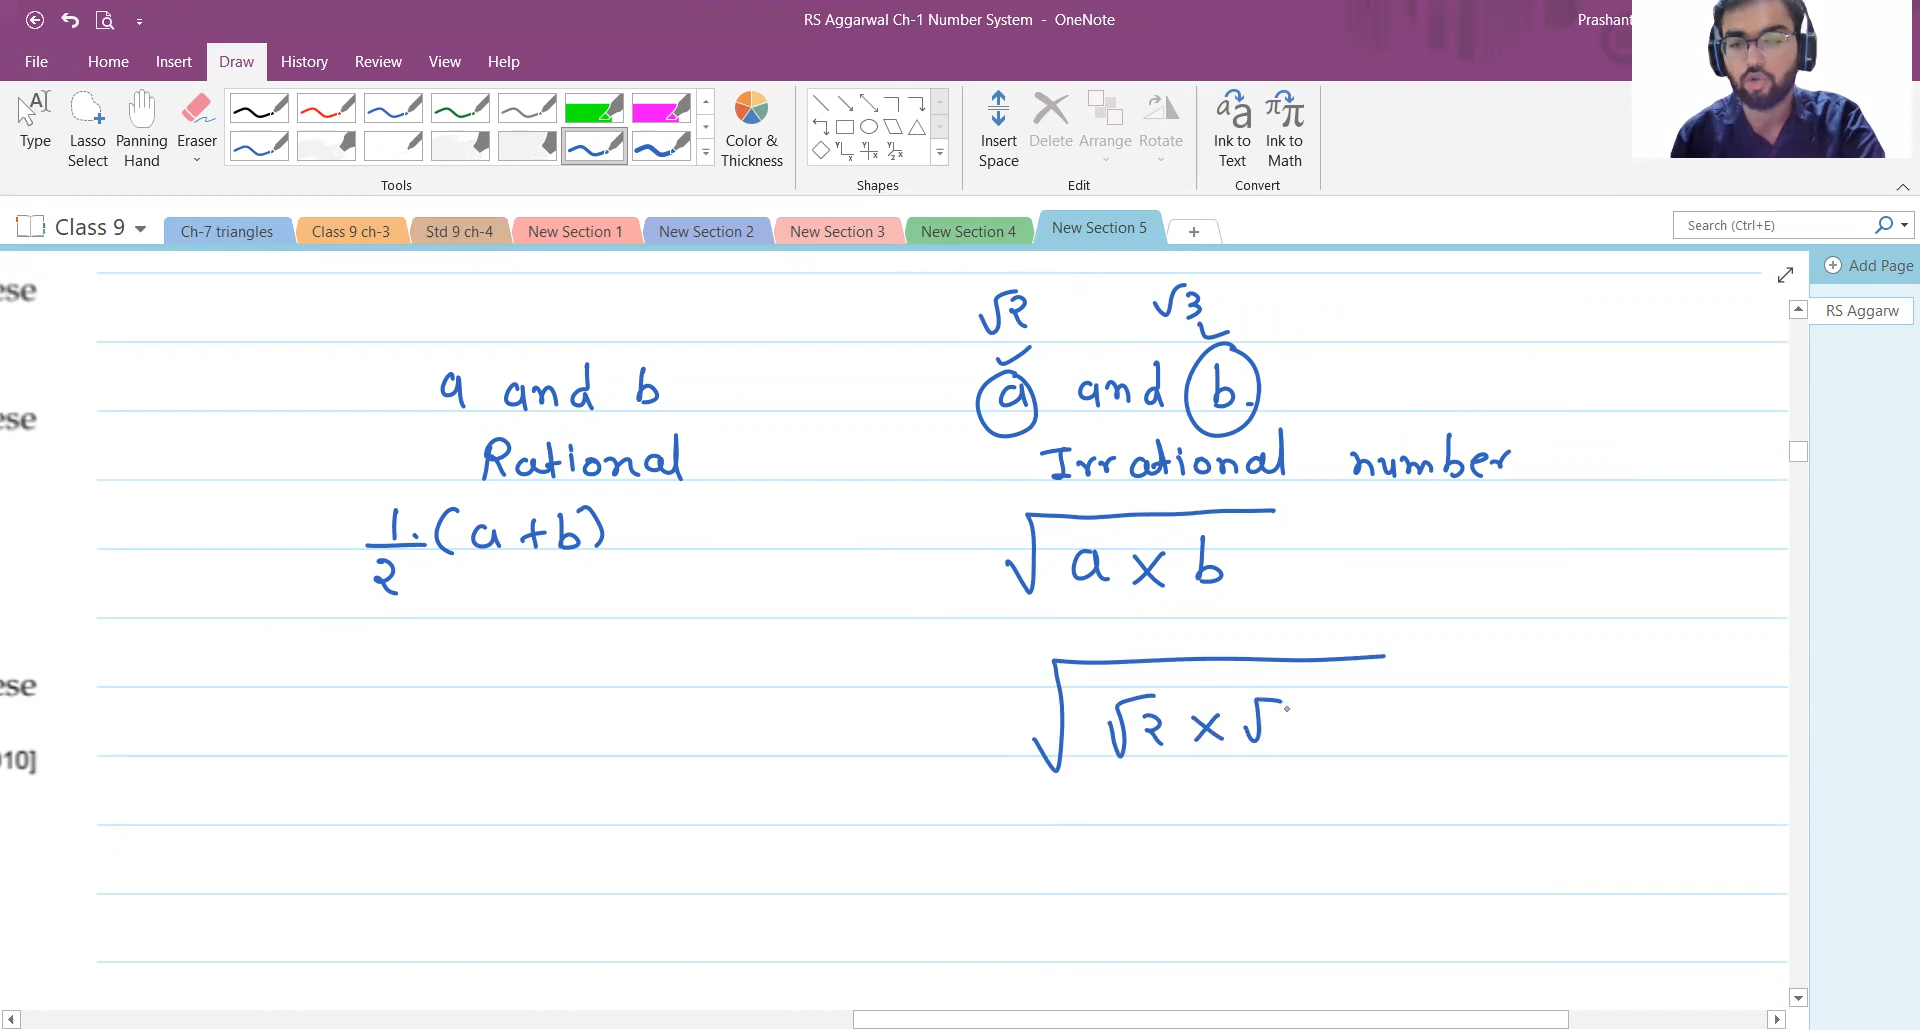 RS Aggarwal Ch-1 Number System - OneNote
Prashant
File Home Insert Draw History Review View Help
Type
Lasso Select
Panning Hand
Eraser
Color & Thickness
Insert Space
Delete
Arrange
Rotate
Ink to Text
Ink to Math
Tools
Shapes
Edit
Convert
Class 9
Ch-7 triangles
Class 9 ch-3
Std 9 ch-4
New Section 1
New Section 2
New Section 3
New Section 4
New Section 5
+
Search (Ctrl+E)
Add Page
RS Aggarw
ese
ese
ese
10]
a and b
Rational
1/2 . (a + b)
√2 √3
a and b.
Irrational number
√(a × b)
√(√2 × √